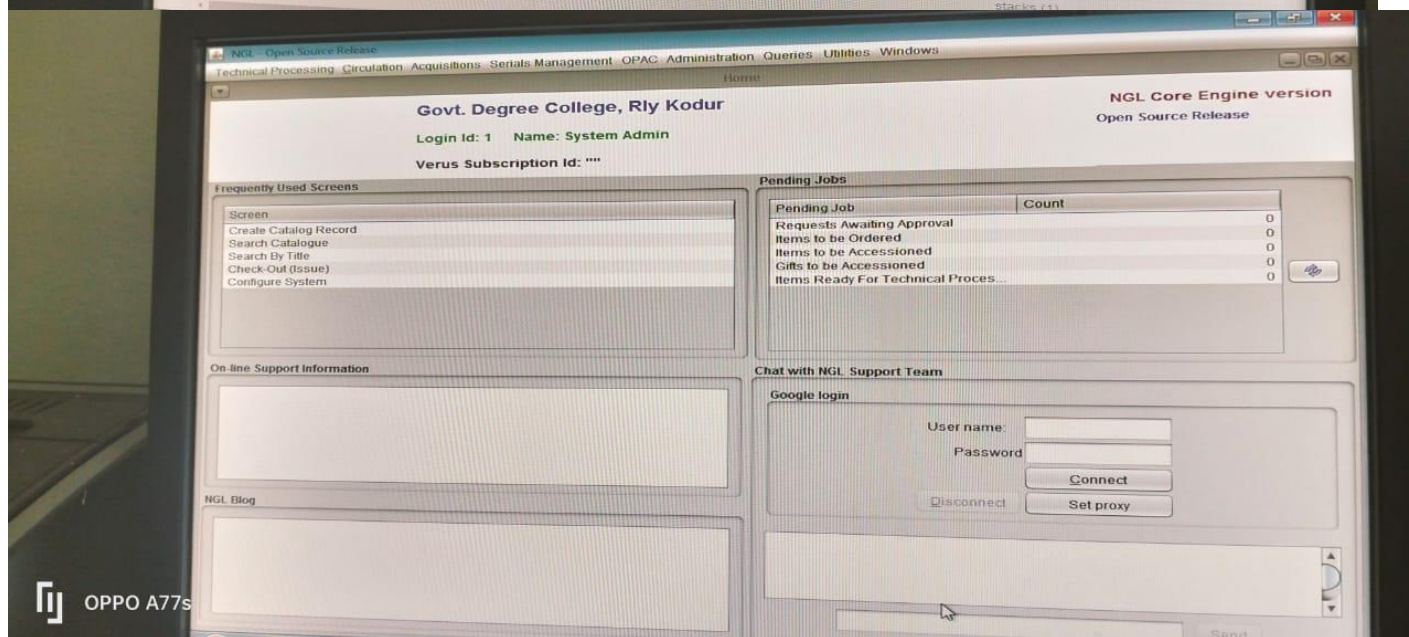 stacks (1)
NGL - Open Source Release
Technical Processing Circulation Acquisitions Serials Management OPAC Administration Queries Utilities Windows
Home
Govt. Degree College, Rly Kodur
NGL Core Engine version
Open Source Release
Login Id: 1 Name: System Admin
Verus Subscription Id: ""
Frequently Used Screens
Screen
Create Catalog Record
Search Catalogue
Search By Title
Check-Out (Issue)
Configure System
Pending Jobs
Pending Job Count
Requests Awaiting Approval 0
Items to be Ordered 0
Items to be Accessioned 0
Gifts to be Accessioned 0
Items Ready For Technical Proces... 0
On-line Support Information
NGL Blog
Chat with NGL Support Team
Google login
User name:
Password
Connect
Disconnect Set proxy
Send
OPPO A77s